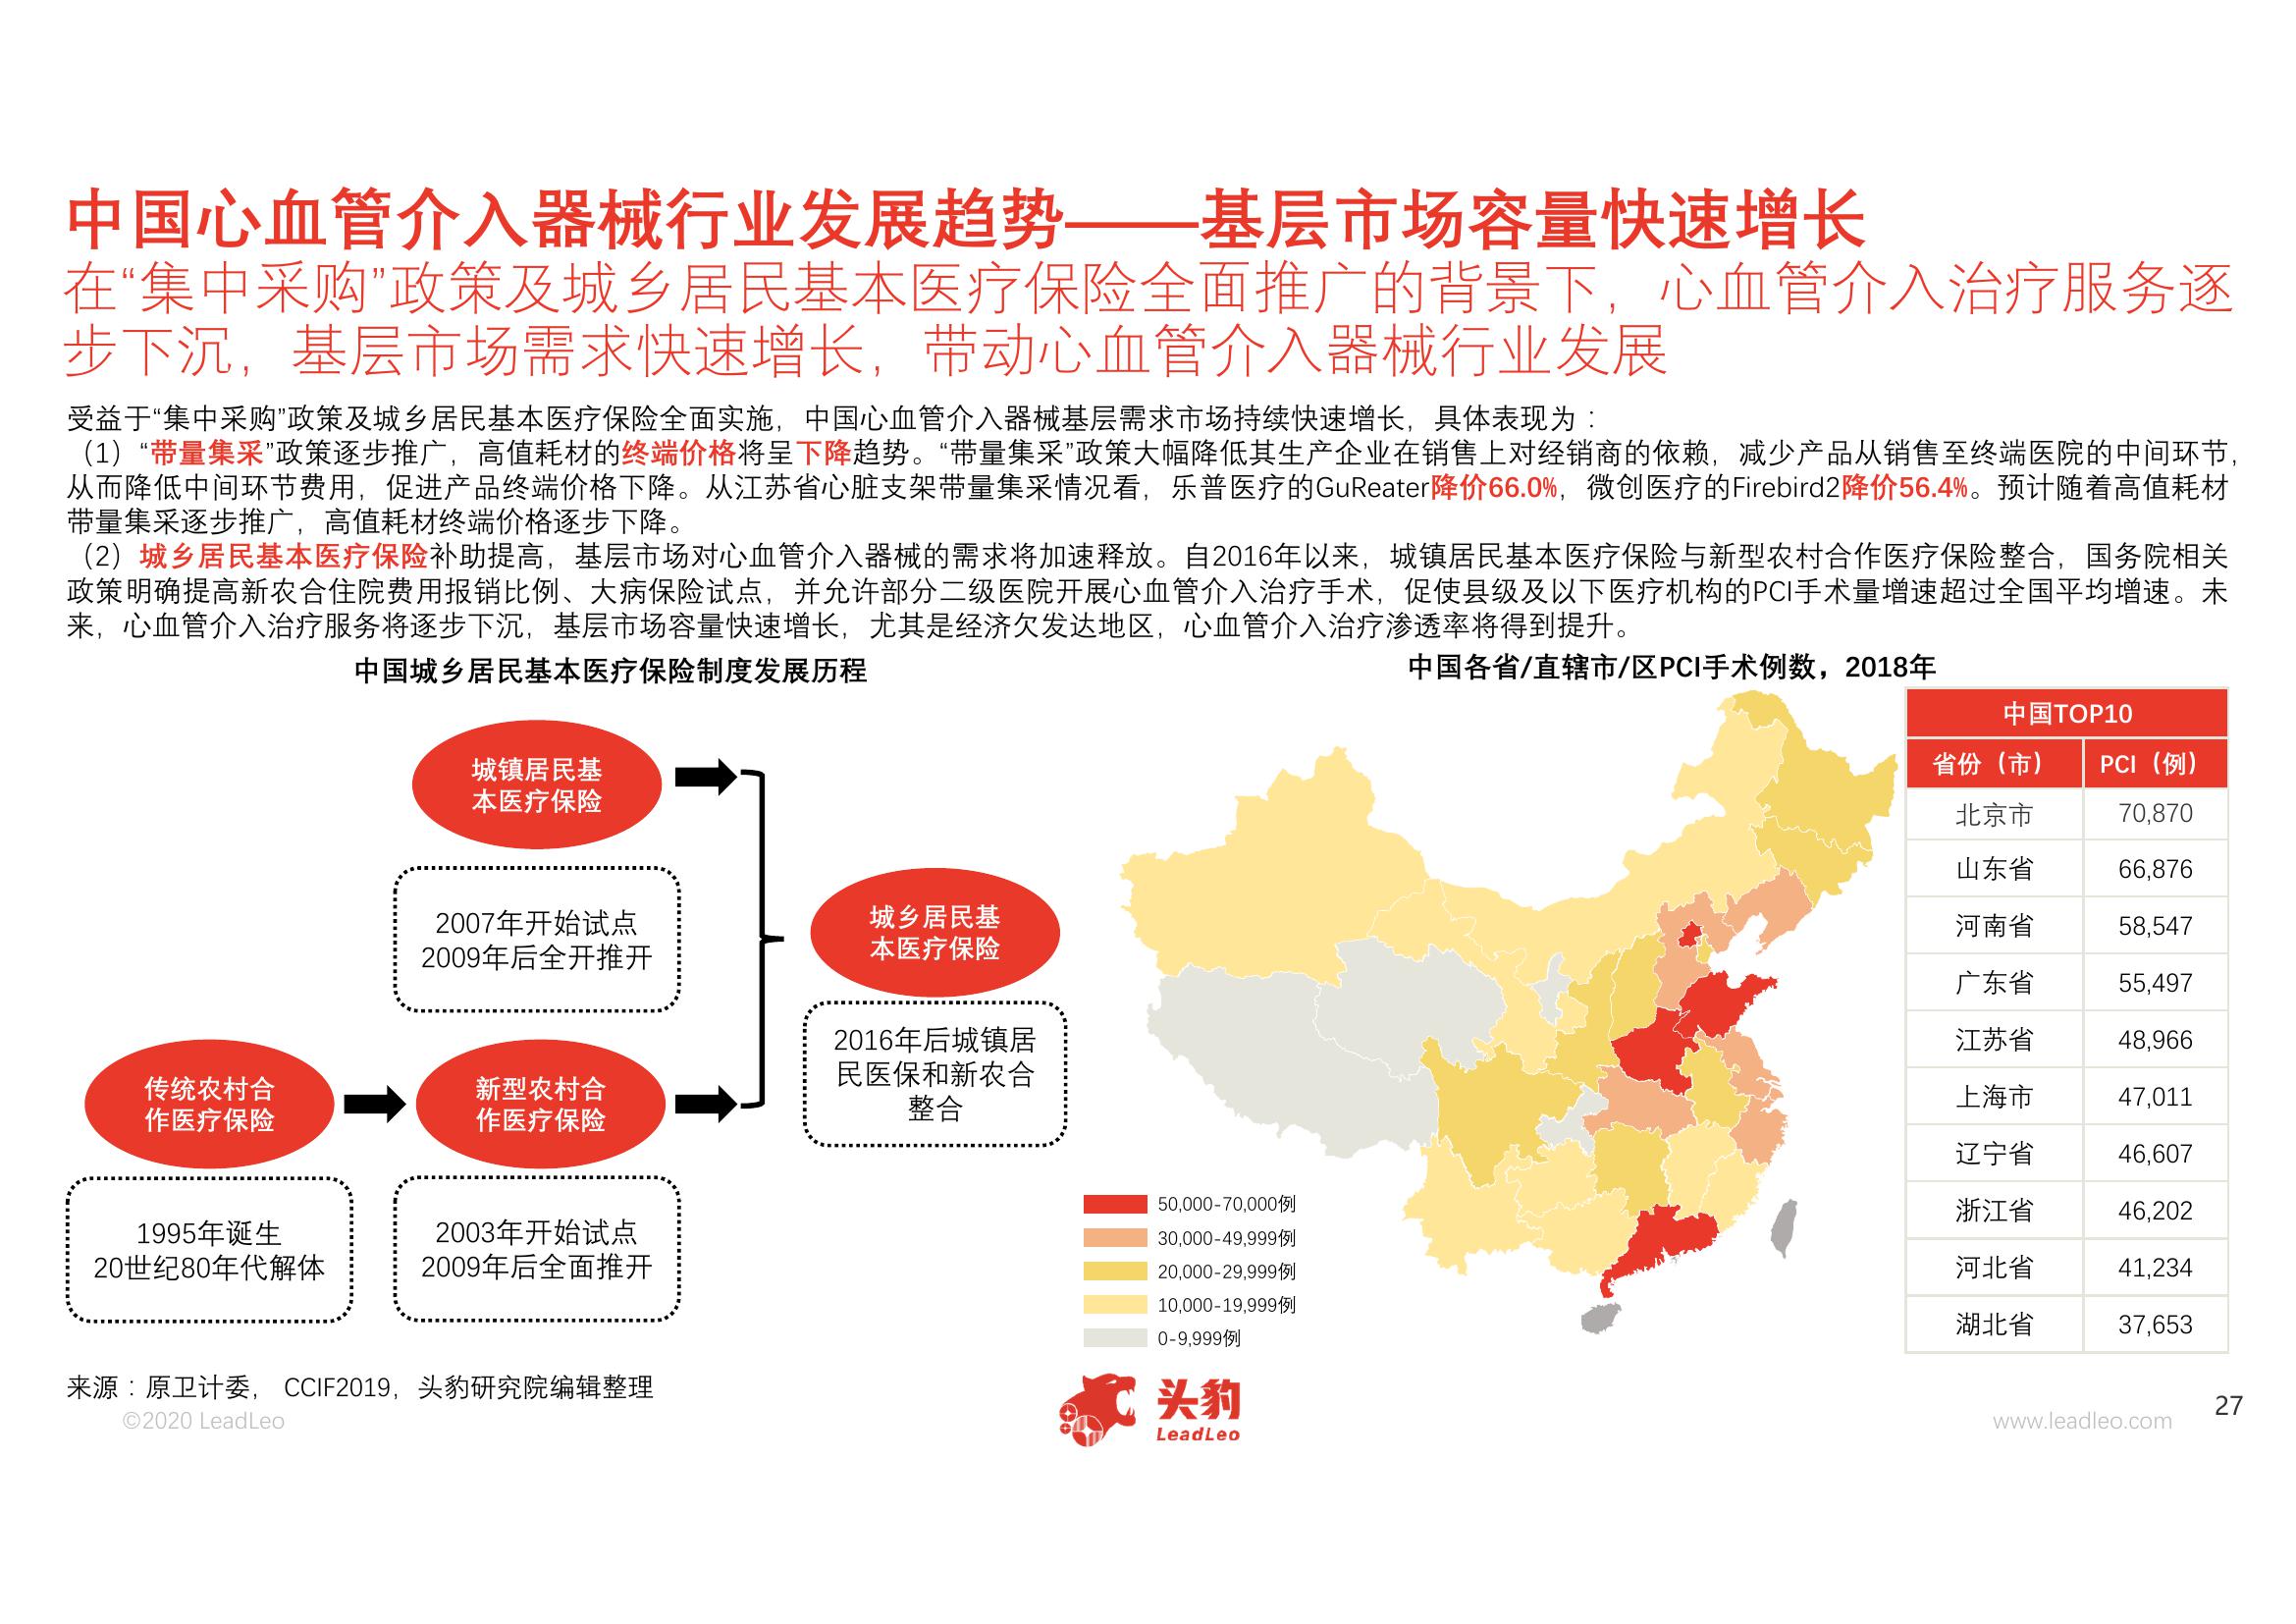 中国心血管介入器械行业发展趋势——基层市场容量快速增长
在“集中采购”政策及城乡居民基本医疗保险全面推广的背景下，心血管介入治疗服务逐
步下沉，基层市场需求快速增长，带动心血管介入器械行业发展
受益于“集中采购”政策及城乡居民基本医疗保险全面实施，中国心血管介入器械基层需求市场持续快速增长，具体表现为：
（1）“带量集采”政策逐步推广，高值耗材的终端价格将呈下降趋势。“带量集采”政策大幅降低其生产企业在销售上对经销商的依赖，减少产品从销售至终端医院的中间环节，
从而降低中间环节费用，促进产品终端价格下降。从江苏省心脏支架带量集采情况看，乐普医疗的GuReater降价66.0%，微创医疗的Firebird2降价56.4%。预计随着高值耗材
带量集采逐步推广，高值耗材终端价格逐步下降。
（2）城乡居民基本医疗保险补助提高，基层市场对心血管介入器械的需求将加速释放。自2016年以来，城镇居民基本医疗保险与新型农村合作医疗保险整合，国务院相关
政策明确提高新农合住院费用报销比例、大病保险试点，并允许部分二级医院开展心血管介入治疗手术，促使县级及以下医疗机构的PCI手术量增速超过全国平均增速。未
来，心血管介入治疗服务将逐步下沉，基层市场容量快速增长，尤其是经济欠发达地区，心血管介入治疗渗透率将得到提升。
中国城乡居民基本医疗保险制度发展历程
城镇居民基
本医疗保险
2007年开始试点
2009年后全开推开
城乡居民基
本医疗保险
2016年后城镇居
民医保和新农合
整合
传统农村合
作医疗保险
新型农村合
作医疗保险
1995年诞生
20世纪80年代解体
2003年开始试点
2009年后全面推开
中国各省/直辖市/区PCI手术例数，2018年
50,000-70,000例
30,000-49,999例
20,000-29,999例
10,000-19,999例
0-9,999例
中国TOP10
省份（市） PCI（例）
北京市 70,870
山东省 66,876
河南省 58,547
广东省 55,497
江苏省 48,966
上海市 47,011
辽宁省 46,607
浙江省 46,202
河北省 41,234
湖北省 37,653
来源：原卫计委， CCIF2019，头豹研究院编辑整理
©2020 LeadLeo
头豹
LeadLeo
www.leadleo.com
27